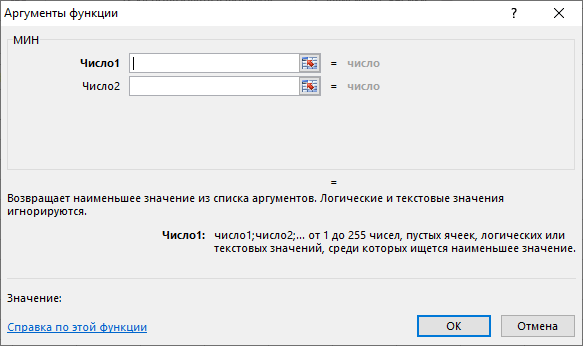 Аргументы функции
?
МИН
Число1
= число
Число2
= число
=
Возвращает наименьшее значение из списка аргументов. Логические и текстовые значения
игнорируются.
Число1: число1;число2;... от 1 до 255 чисел, пустых ячеек, логических или
текстовых значений, среди которых ищется наименьшее значение.
Значение:
Справка по этой функции
ОК
Отмена